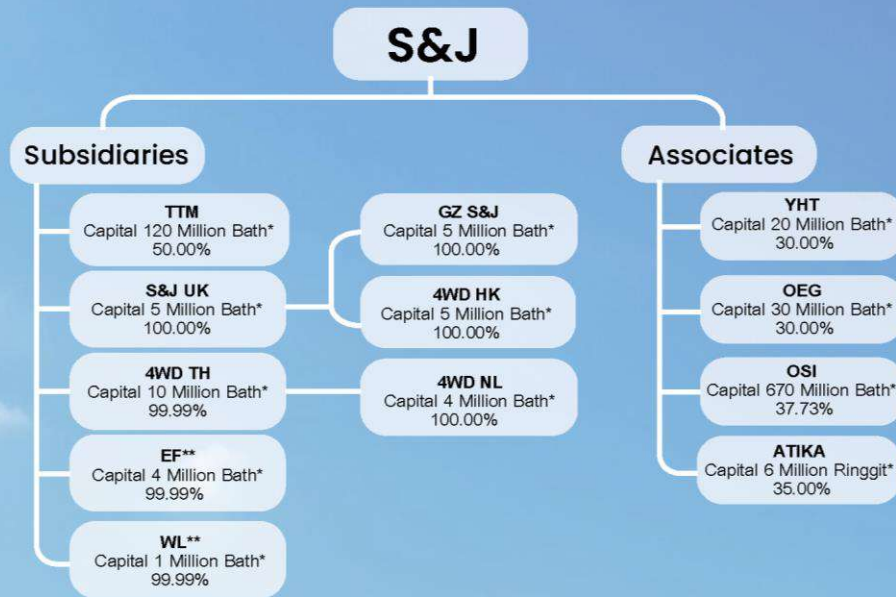 S&J
Subsidiaries
TTM
Capital 120 Million Bath*
50.00%
S&J UK
Capital 5 Million Bath*
100.00%
4WD TH
Capital 10 Million Bath*
99.99%
EF**
Capital 4 Million Bath*
99.99%
WL**
Capital 1 Million Bath*
99.99%
GZ S&J
Capital 5 Million Bath*
100.00%
4WD HK
Capital 5 Million Bath*
100.00%
4WD NL
Capital 4 Million Bath*
100.00%
Associates
YHT
Capital 20 Million Bath*
30.00%
OEG
Capital 30 Million Bath*
30.00%
OSI
Capital 670 Million Bath*
37.73%
ATIKA
Capital 6 Million Ringgit*
35.00%